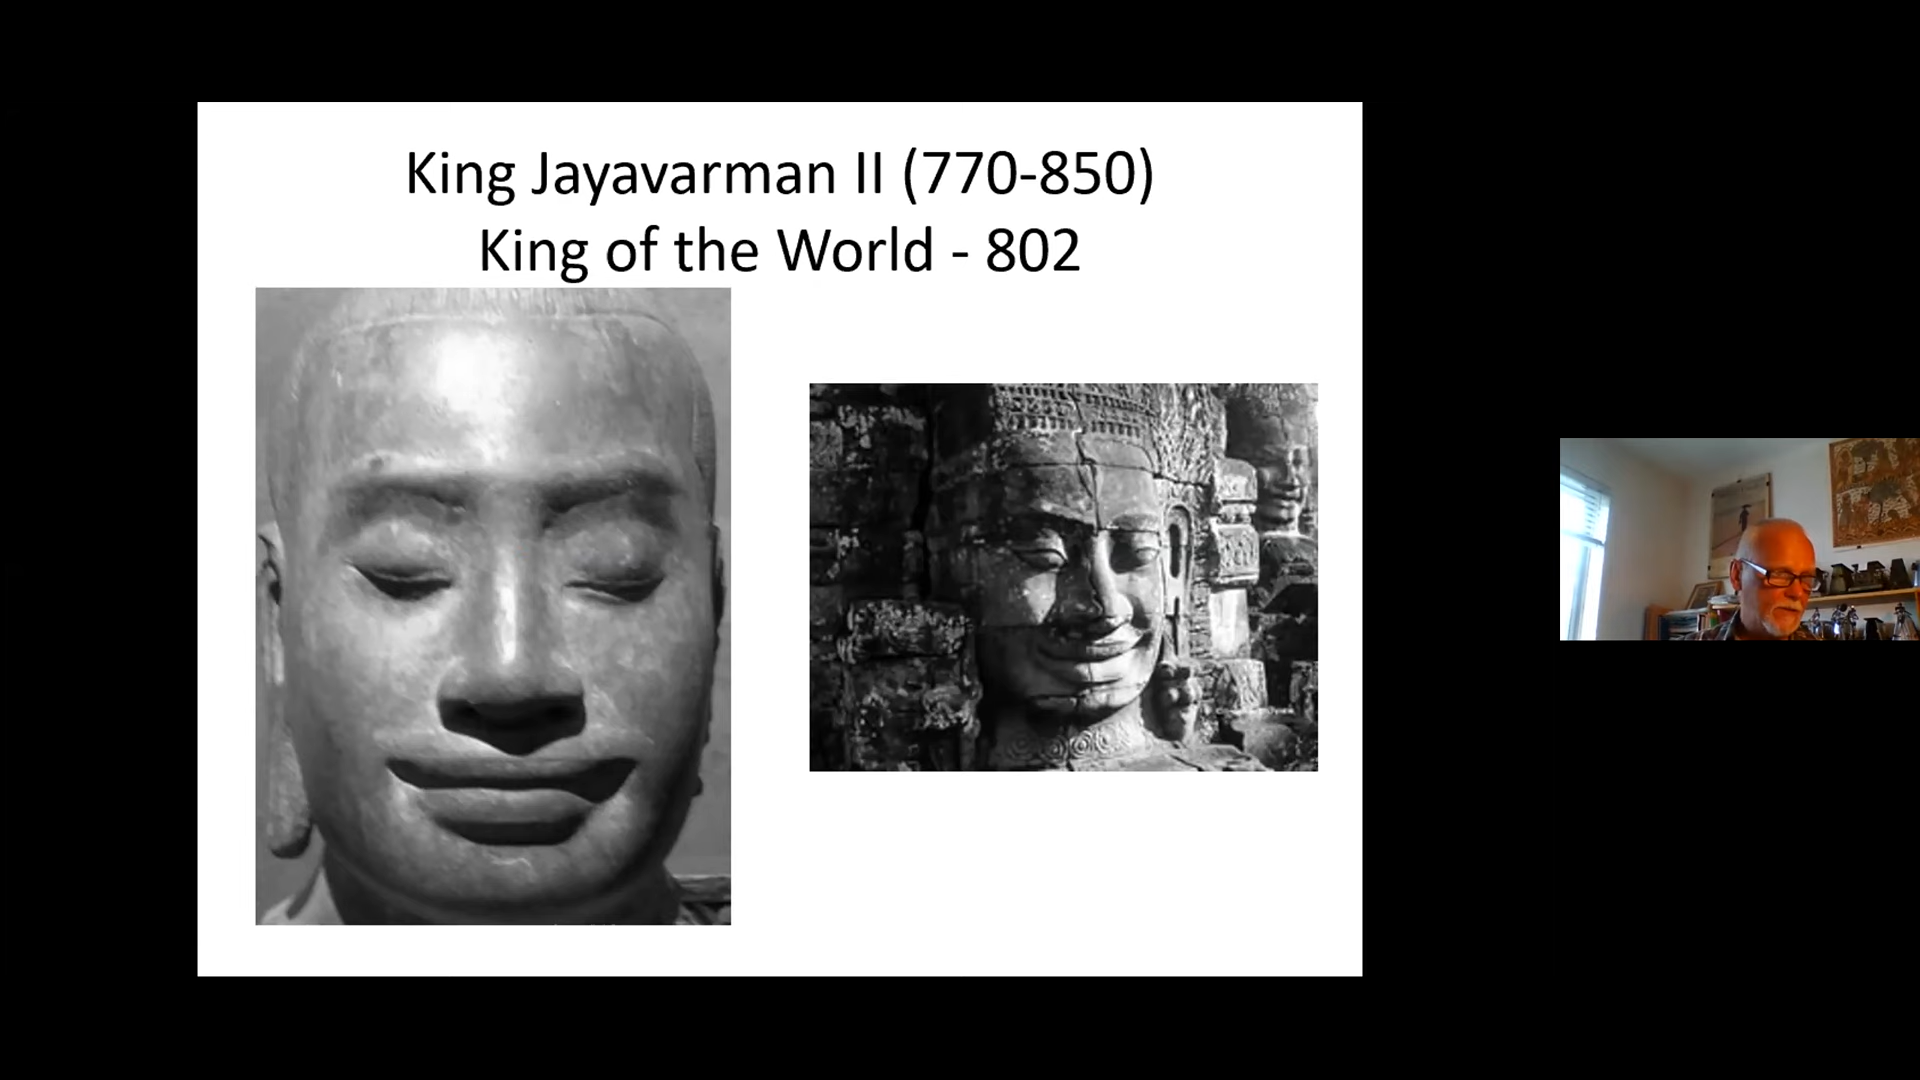 King Jayavarman II (770-850)
King of the World - 802